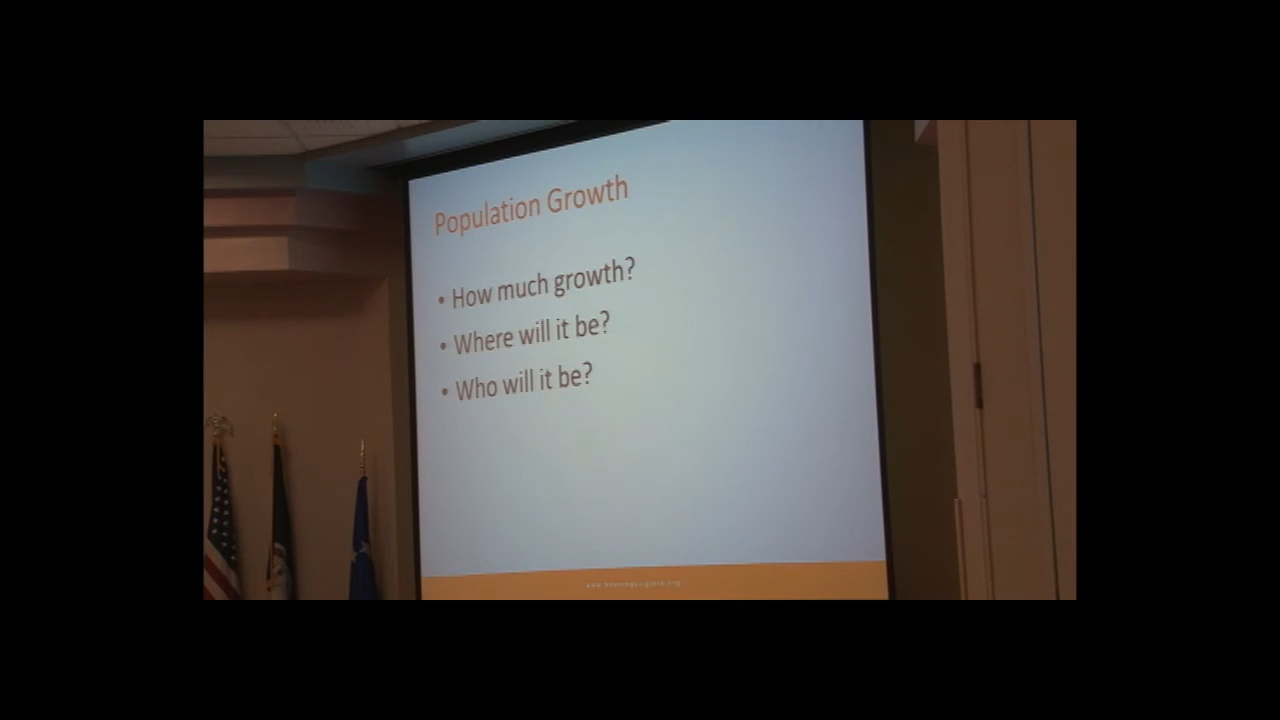 Population Growth
• How much growth?
• Where will it be?
• Who will it be?